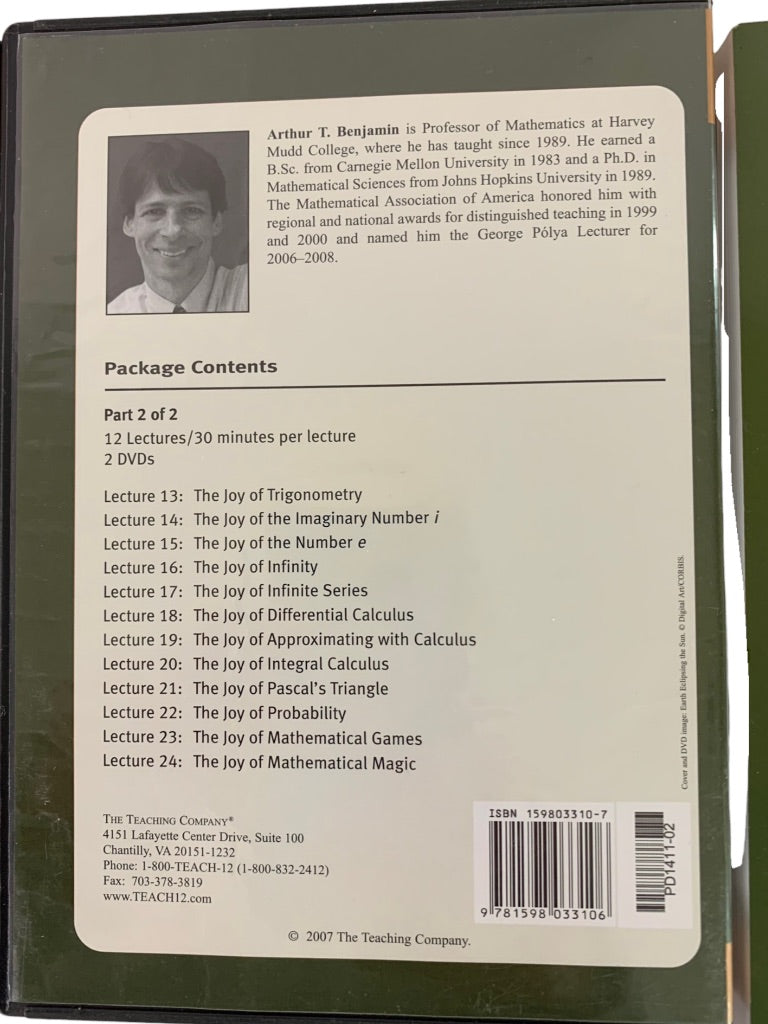 Arthur T. Benjamin is Professor of Mathematics at Harvey
Mudd College, where he has taught since 1989. He earned a
B.Sc. from Carnegie Mellon University in 1983 and a Ph.D. in
Mathematical Sciences from Johns Hopkins University in 1989.
The Mathematical Association of America honored him with
regional and national awards for distinguished teaching in 1999
and 2000 and named him the George Pólya Lecturer for
2006–2008.
Package Contents
Part 2 of 2
12 Lectures/30 minutes per lecture
2 DVDs
Lecture 13: The Joy of Trigonometry
Lecture 14: The Joy of the Imaginary Number i
Lecture 15: The Joy of the Number e
Lecture 16: The Joy of Infinity
Lecture 17: The Joy of Infinite Series
Lecture 18: The Joy of Differential Calculus
Lecture 19: The Joy of Approximating with Calculus
Lecture 20: The Joy of Integral Calculus
Lecture 21: The Joy of Pascal's Triangle
Lecture 22: The Joy of Probability
Lecture 23: The Joy of Mathematical Games
Lecture 24: The Joy of Mathematical Magic
Cover and DVD image: Earth Eclipsing the Sun. © Digital Art/CORBIS.
THE TEACHING COMPANY®
4151 Lafayette Center Drive, Suite 100
Chantilly, VA 20151-1232
Phone: 1-800-TEACH-12 (1-800-832-2412)
Fax: 703-378-3819
www.TEACH12.com
ISBN 159803310-7
9 781598 033106
PD1411-02
© 2007 The Teaching Company.